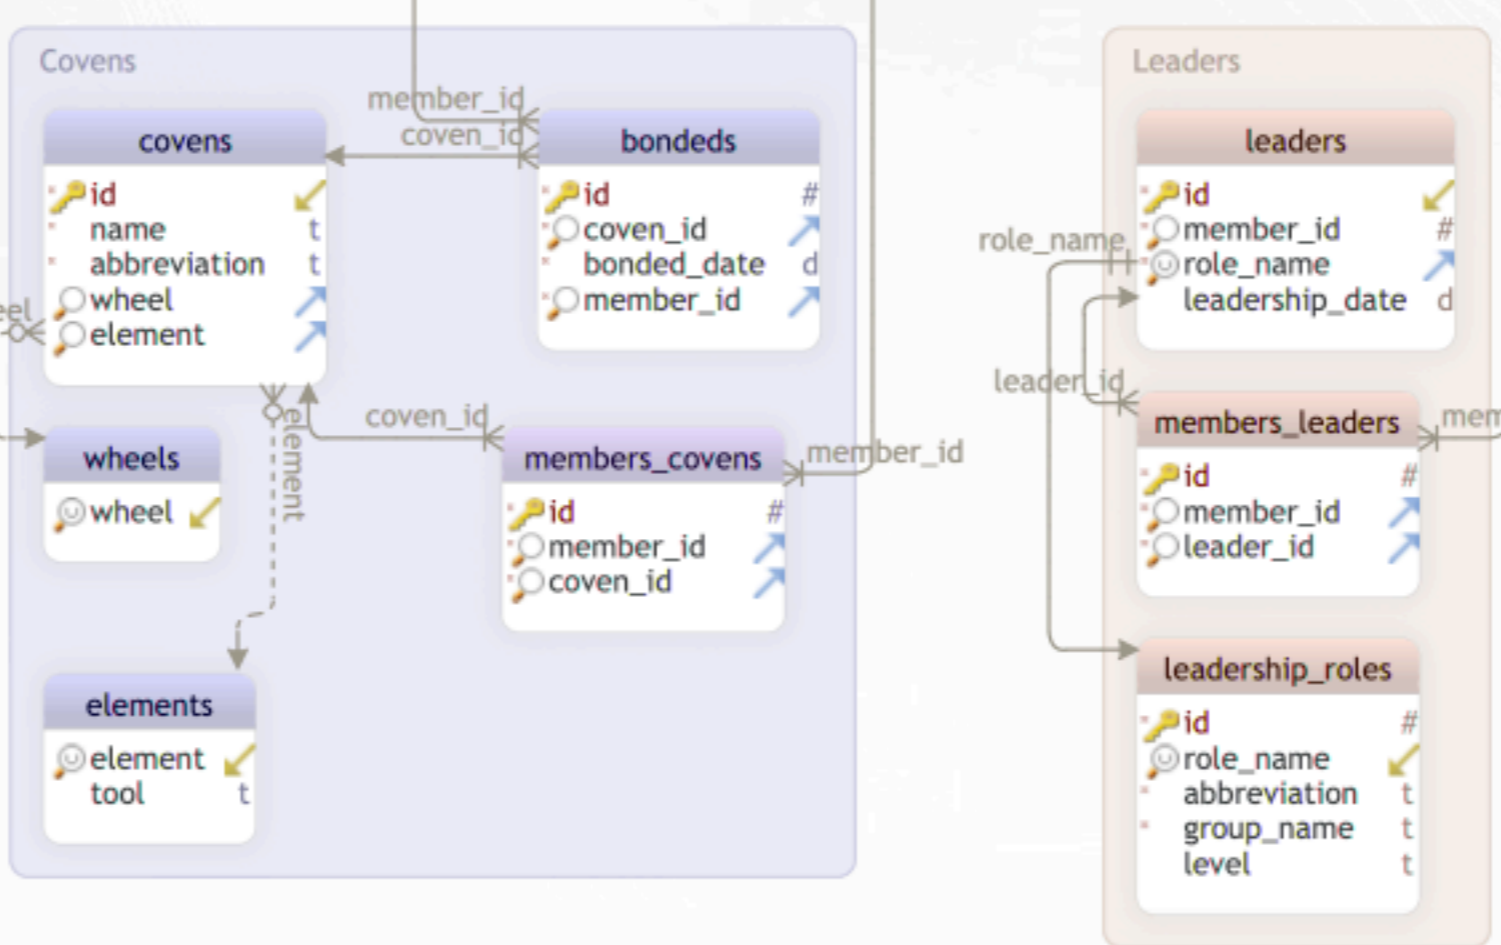 Covens
member_id
coven_id
covens
id
name t
abbreviation t
wheel
element
bondeds
id #
coven_id
bonded_date d
member_id
element
coven_id
member_id
wheels
wheel
members_covens
id #
member_id
coven_id
elements
element
tool t
Leaders
leaders
id
member_id #
role_name
leadership_date d
role_name
leader_id
members_leaders
id #
member_id
leader_id
leadership_roles
id #
role_name
abbreviation t
group_name t
level t